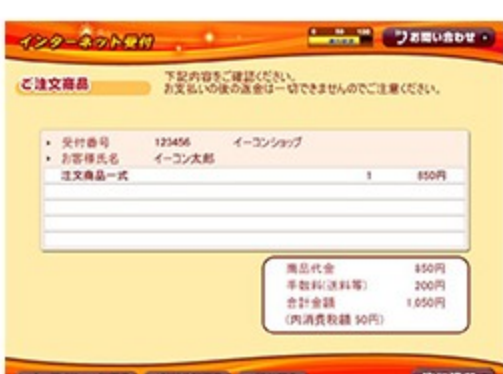 インターネット受付
お問い合わせ
ご注文商品
下記内容をご確認ください。
お支払いの後の返金は一切できませんのでご注意ください。
・ 受付番号 123456 イーコンショップ
・ お客様氏名 イーコン太郎
注文商品一式 1 850円
商品代金 850円
手数料(送料等) 200円
合計金額 1,050円
(内消費税額 50円)